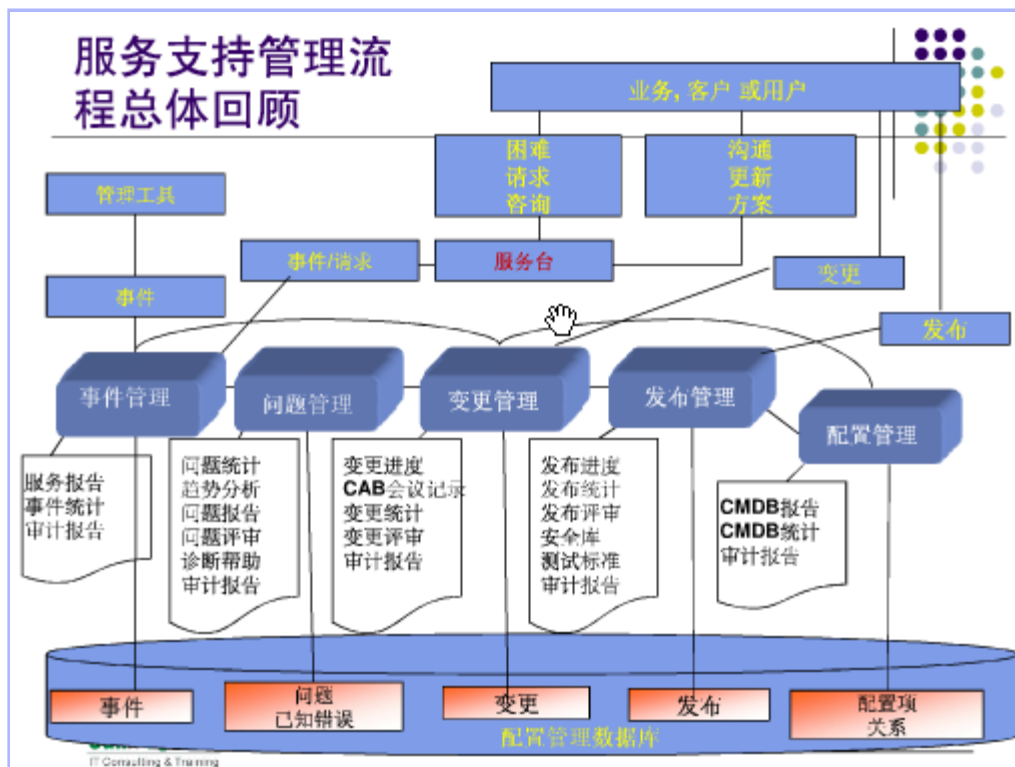 服务支持管理流
程总体回顾
业务, 客户 或用户
困难
请求
咨询
沟通
更新
方案
管理工具
事件/请求
服务台
变更
事件
发布
事件管理
问题管理
变更管理
发布管理
配置管理
服务报告
事件统计
审计报告
问题统计
趋势分析
问题报告
问题评审
诊断帮助
审计报告
变更进度
CAB会议记录
变更统计
变更评审
审计报告
发布进度
发布统计
发布评审
安全库
测试标准
审计报告
CMDB报告
CMDB统计
审计报告
事件
问题
已知错误
变更
发布
配置项
关系
配置管理数据库
IT Consulting & Training